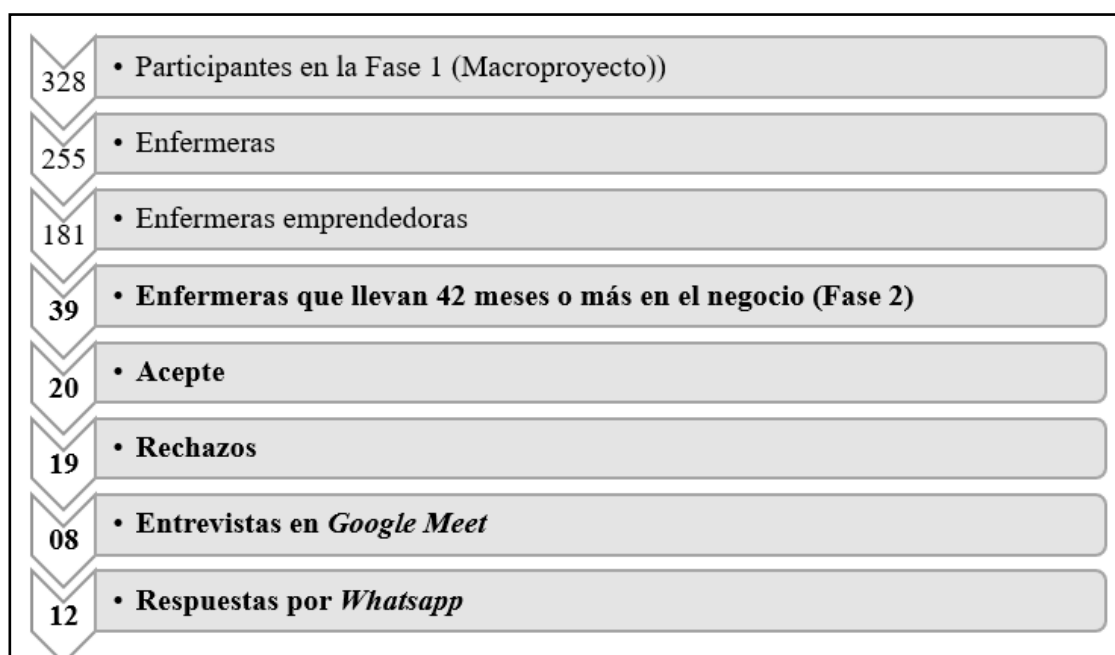 328 • Participantes en la Fase 1 (Macroproyecto))
255 • Enfermeras
181 • Enfermeras emprendedoras
39 • Enfermeras que llevan 42 meses o más en el negocio (Fase 2)
20 • Acepte
19 • Rechazos
08 • Entrevistas en Google Meet
12 • Respuestas por Whatsapp